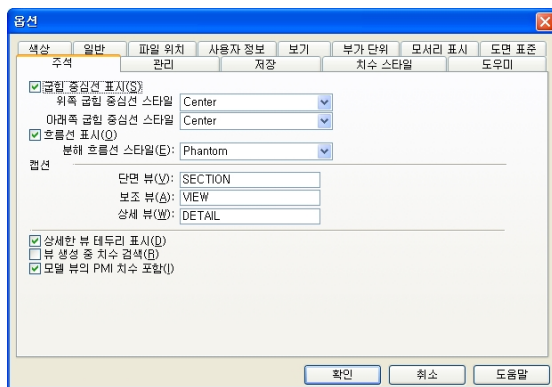 옵션
색상 일반 파일 위치 사용자 정보 보기 부가 단위 모서리 표시 도면 표준
주석 관리 저장 치수 스타일 도우미
굽힘 중심선 표시(S)
위쪽 굽힘 중심선 스타일 Center
아래쪽 굽힘 중심선 스타일 Center
흐름선 표시(O)
분해 흐름선 스타일(E): Phantom
캡션
단면 뷰(V): SECTION
보조 뷰(A): VIEW
상세 뷰(W): DETAIL
상세한 뷰 테두리 표시(D)
뷰 생성 중 치수 검색(R)
모델 뷰의 PMI 치수 포함(I)
확인 취소 도움말